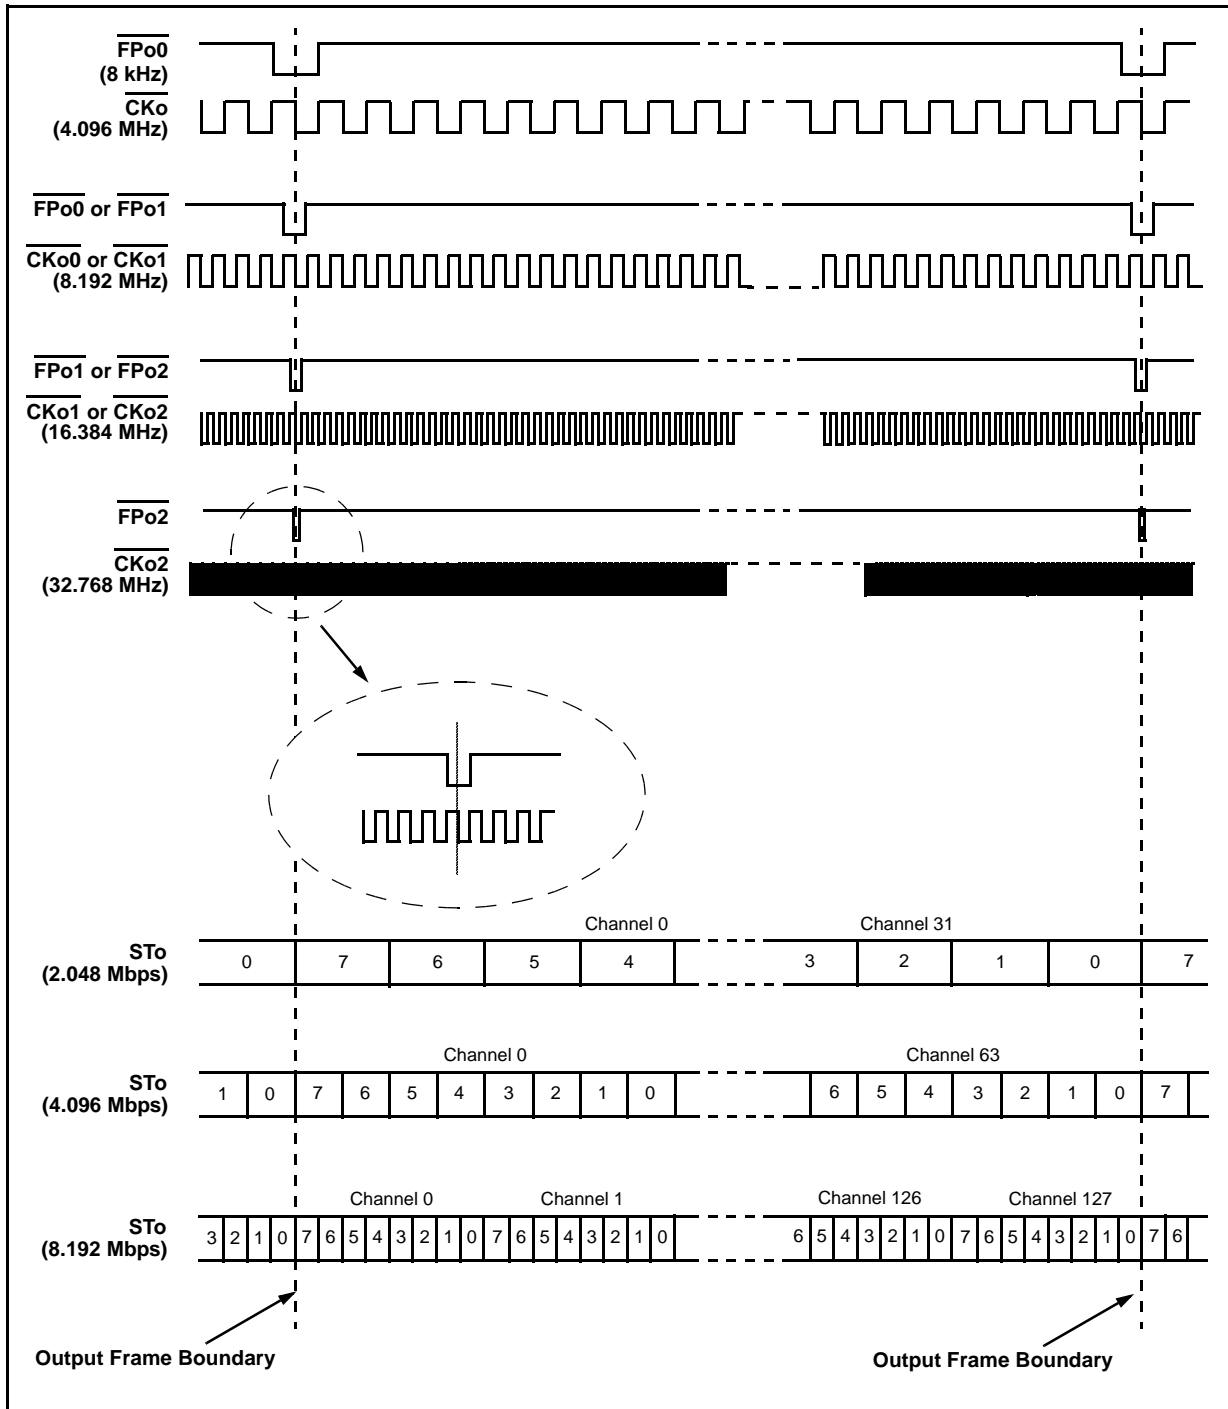 FPo0
(8 kHz)
CKo
(4.096 MHz)
FPo0 or FPo1
CKo0 or CKo1
(8.192 MHz)
FPo1 or FPo2
CKo1 or CKo2
(16.384 MHz)
FPo2
CKo2
(32.768 MHz)
Channel 0 Channel 31
STo
(2.048 Mbps)
0 7 6 5 4 3 2 1 0 7
Channel 0 Channel 63
STo
(4.096 Mbps)
1 0 7 6 5 4 3 2 1 0 6 5 4 3 2 1 0 7
Channel 0 Channel 1 Channel 126 Channel 127
STo
(8.192 Mbps)
3 2 1 0 7 6 5 4 3 2 1 0 7 6 5 4 3 2 1 0 6 5 4 3 2 1 0 7 6 5 4 3 2 1 0 7 6
Output Frame Boundary
Output Frame Boundary